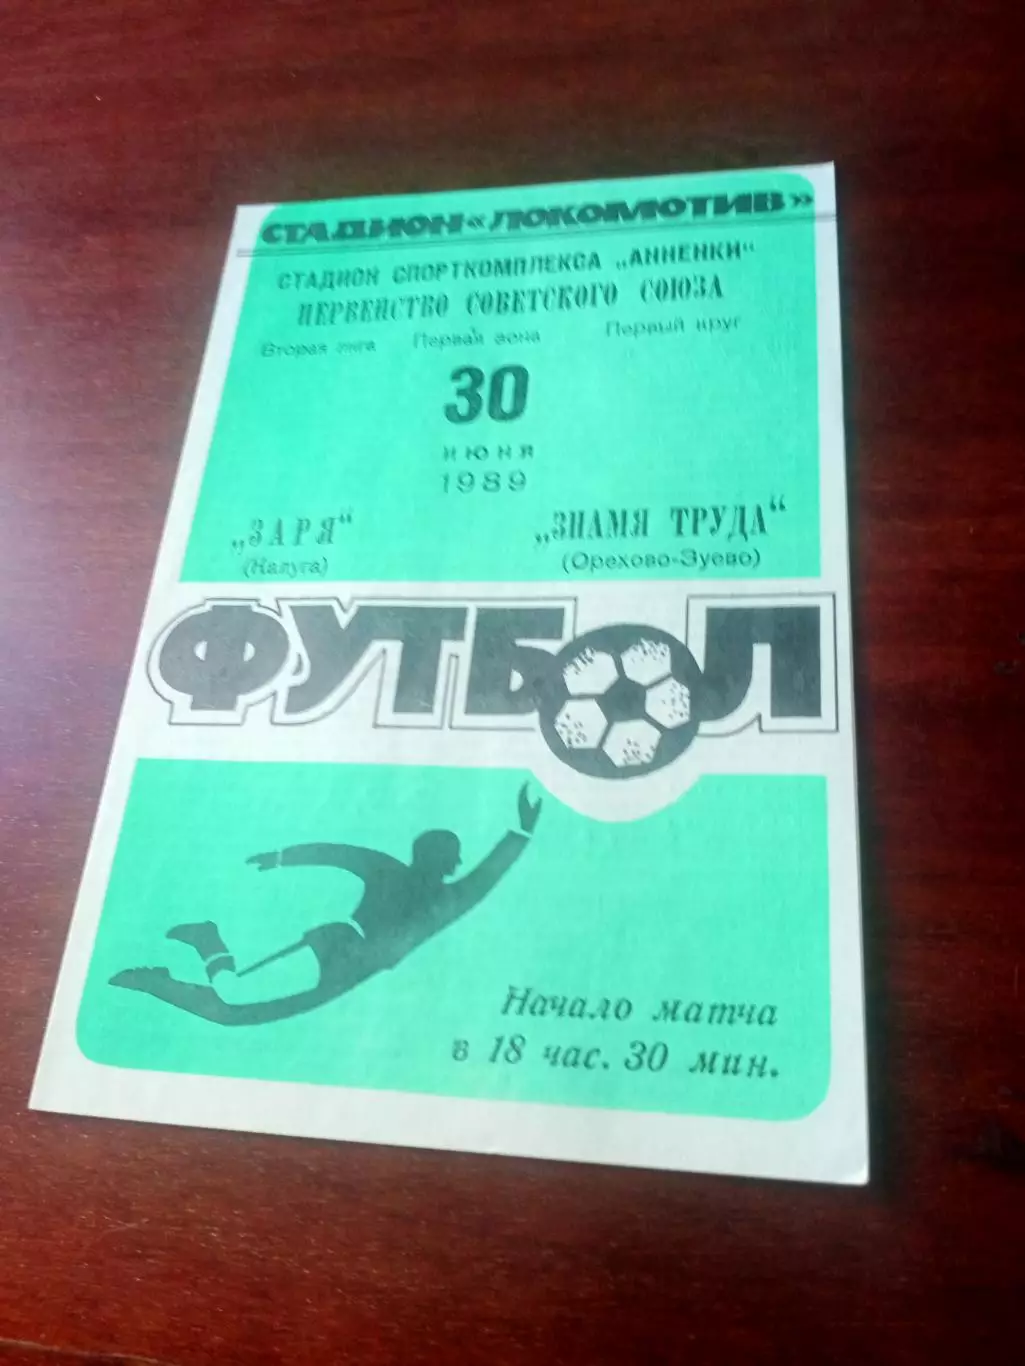 СТАДИОН «ЛОКОМОТИВ»
СТАДИОН СПОРТКОМПЛЕКСА „АННЕНКИ“
ПЕРВЕНСТВО СОВЕТСКОГО СОЮЗА
Вторая лига Первая зона Первый круг
30
июня
1989
„ЗАРЯ“ „ЗНАМЯ ТРУДА“
(Калуга) (Орехово-Зуево)
ФУТБОЛ
Начало матча
в 18 час. 30 мин.